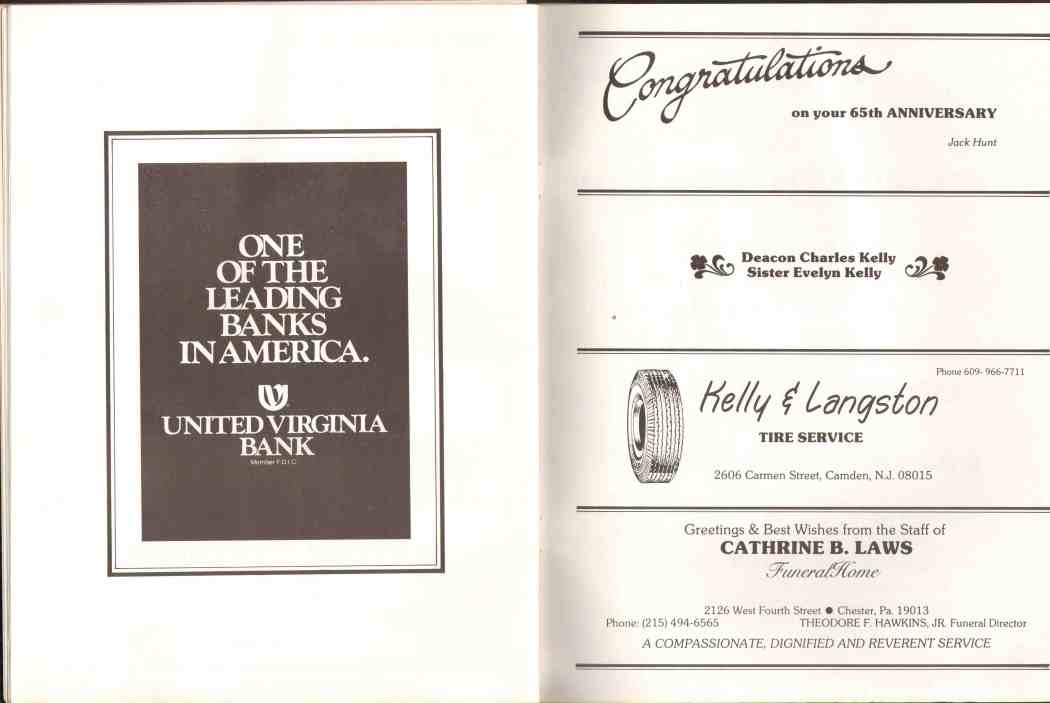 ONE
OF THE
LEADING
BANKS
IN AMERICA.
UNITED VIRGINIA
BANK
Member F.D.I.C.
Congratulations
on your 65th ANNIVERSARY
Jack Hunt
Deacon Charles Kelly
Sister Evelyn Kelly
Phone 609- 966-7711
Kelly & Langston
TIRE SERVICE
2606 Carmen Street, Camden, N.J. 08015
Greetings & Best Wishes from the Staff of
CATHRINE B. LAWS
Funeral Home
2126 West Fourth Street ● Chester, Pa. 19013
Phone: (215) 494-6565 THEODORE F. HAWKINS, JR. Funeral Director
A COMPASSIONATE, DIGNIFIED AND REVERENT SERVICE